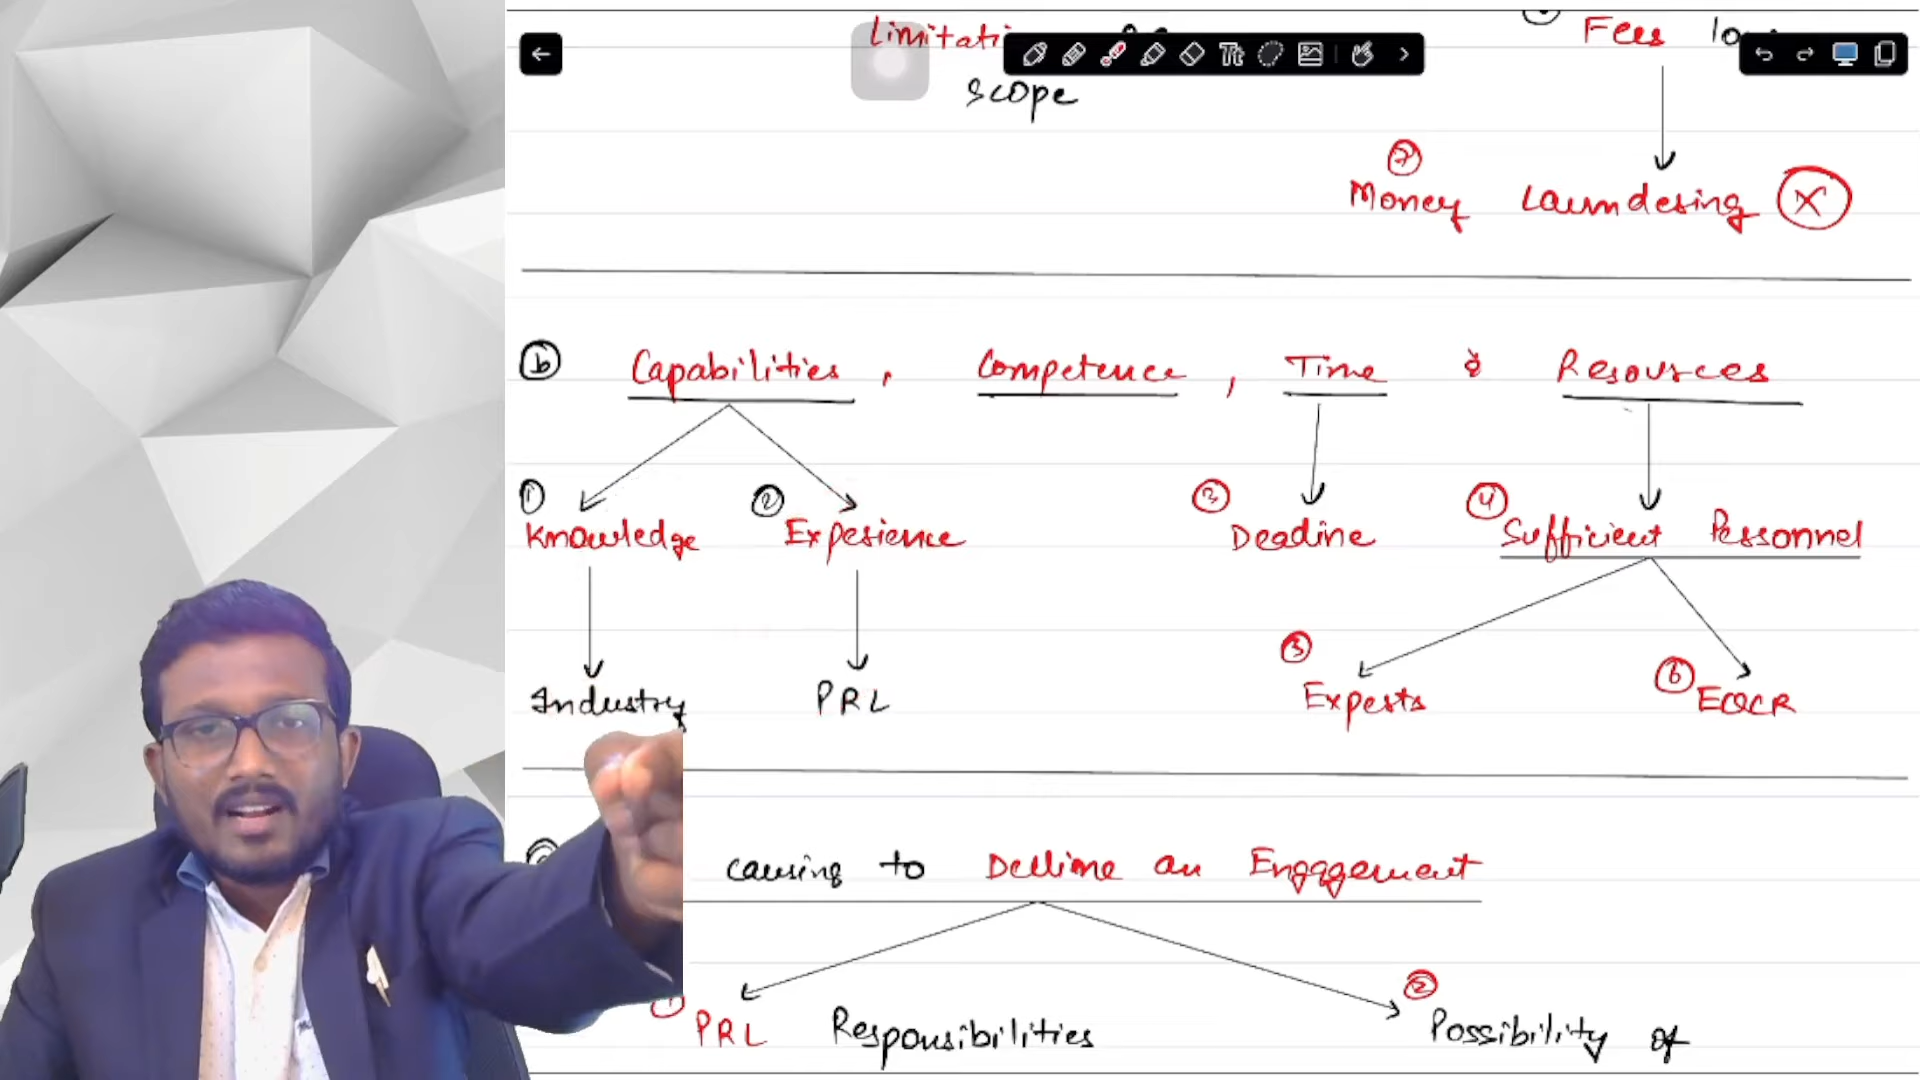 Fees
Limitati
scope
7
Money Laundering X
b Capabilities, Competence, Time & Resources
1 2 3 4
Knowledge Experience Deadine Sufficient Personnel
5 6
Industry PRL Experts EQCR
causing to Decline an Engagement
1 2
PRL Responsibilities Possibility of